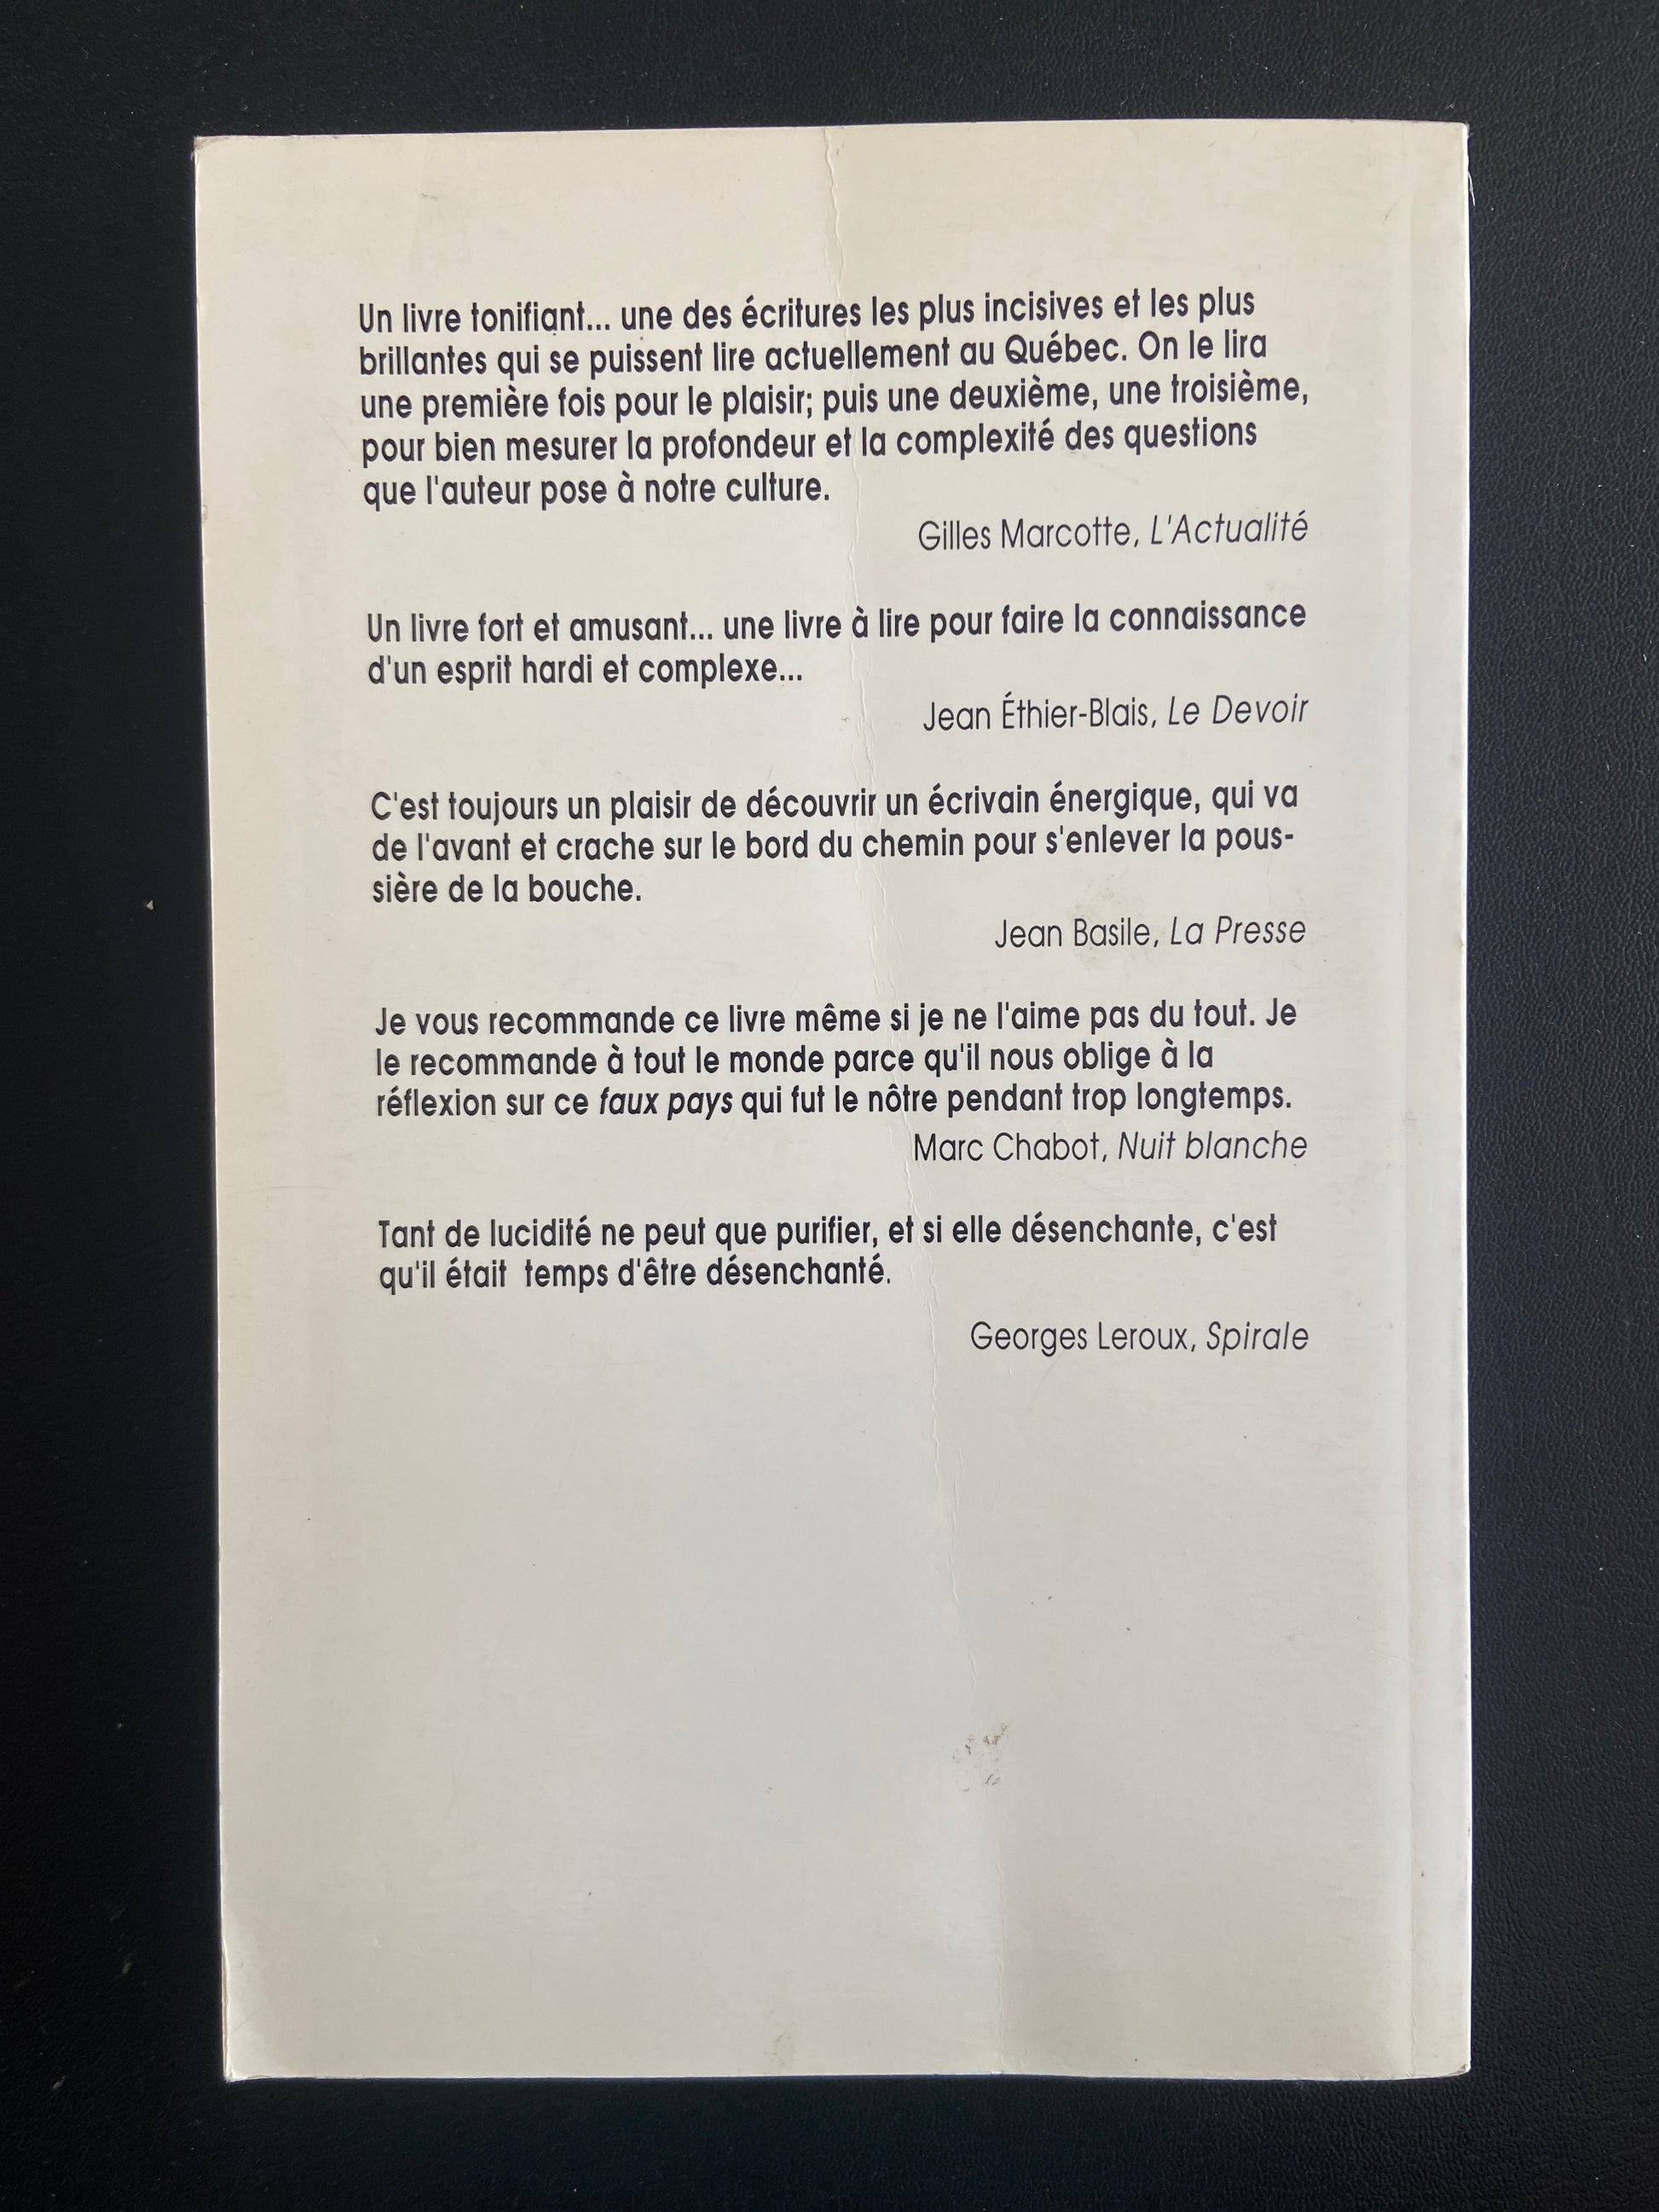 Un livre tonifiant... une des écritures les plus incisives et les plus
brillantes qui se puissent lire actuellement au Québec. On le lira
une première fois pour le plaisir; puis une deuxième, une troisième,
pour bien mesurer la profondeur et la complexité des questions
que l'auteur pose à notre culture.
Gilles Marcotte, L'Actualité
Un livre fort et amusant... une livre à lire pour faire la connaissance
d'un esprit hardi et complexe...
Jean Éthier-Blais, Le Devoir
C'est toujours un plaisir de découvrir un écrivain énergique, qui va
de l'avant et crache sur le bord du chemin pour s'enlever la pous-
sière de la bouche.
Jean Basile, La Presse
Je vous recommande ce livre même si je ne l'aime pas du tout. Je
le recommande à tout le monde parce qu'il nous oblige à la
réflexion sur ce faux pays qui fut le nôtre pendant trop longtemps.
Marc Chabot, Nuit blanche
Tant de lucidité ne peut que purifier, et si elle désenchante, c'est
qu'il était  temps d'être désenchanté.
Georges Leroux, Spirale